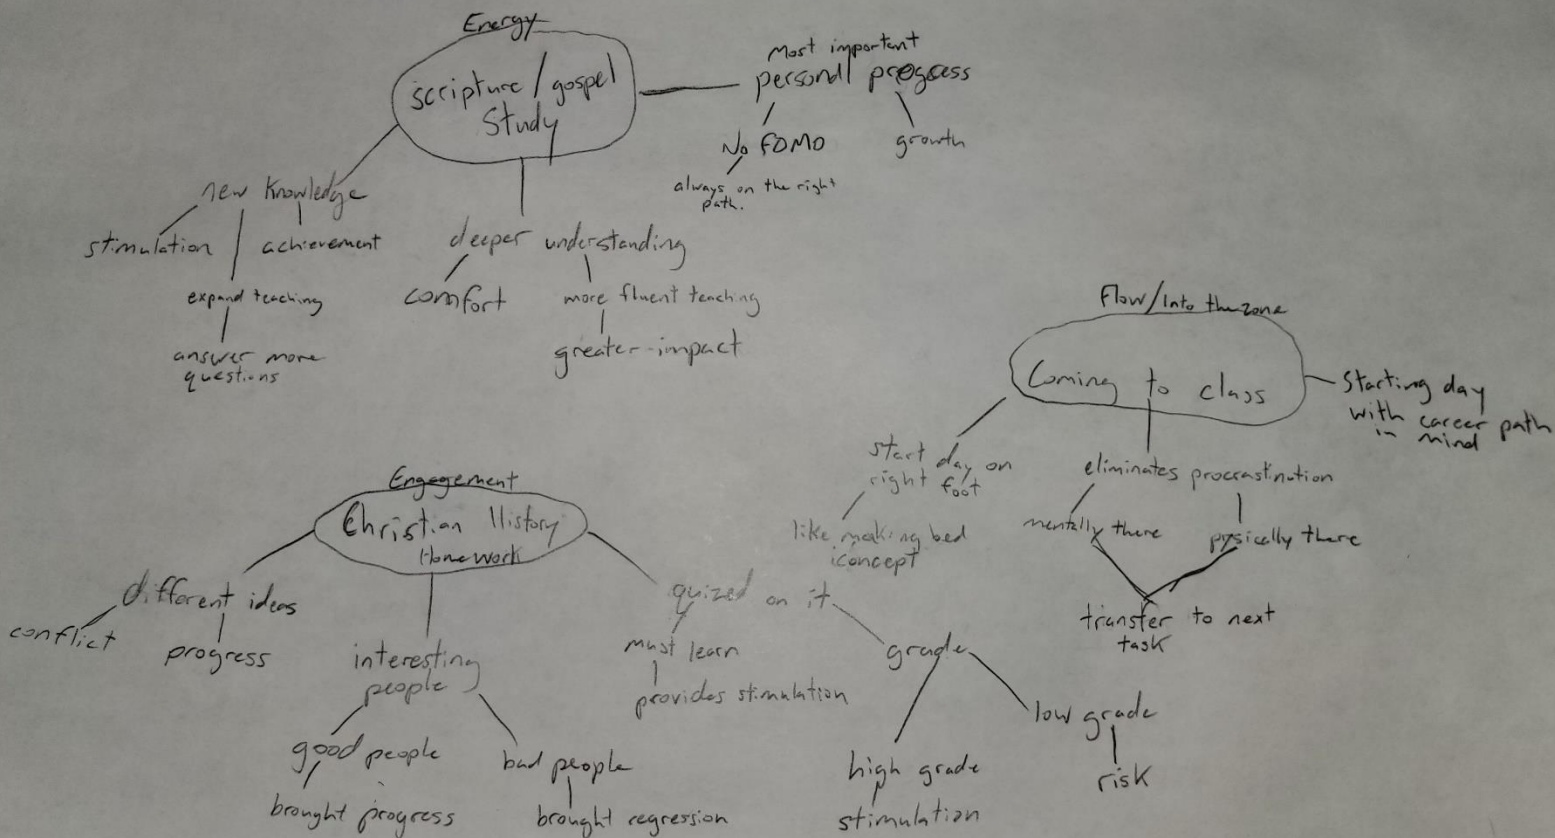 Energy
scripture/gospel
Study
Most important
personal progress
No FOMO
growth
always on the right
path.
new knowledge
stimulation
achievement
expand teaching
answer more
questions
deeper understanding
comfort
more fluent teaching
greater impact
Flow/Into the zone
Coming to class
Starting day
with career path
in mind
start day on
right foot
like making bed
concept
eliminates procrastination
mentally there
pysically there
transfer to next
task
Engagement
Christian History
Homework
different ideas
conflict
progress
interesting
people
good people
brought progress
bad people
brought regression
quized on it
must learn
provides stimulation
grade
high grade
stimulation
low grade
risk